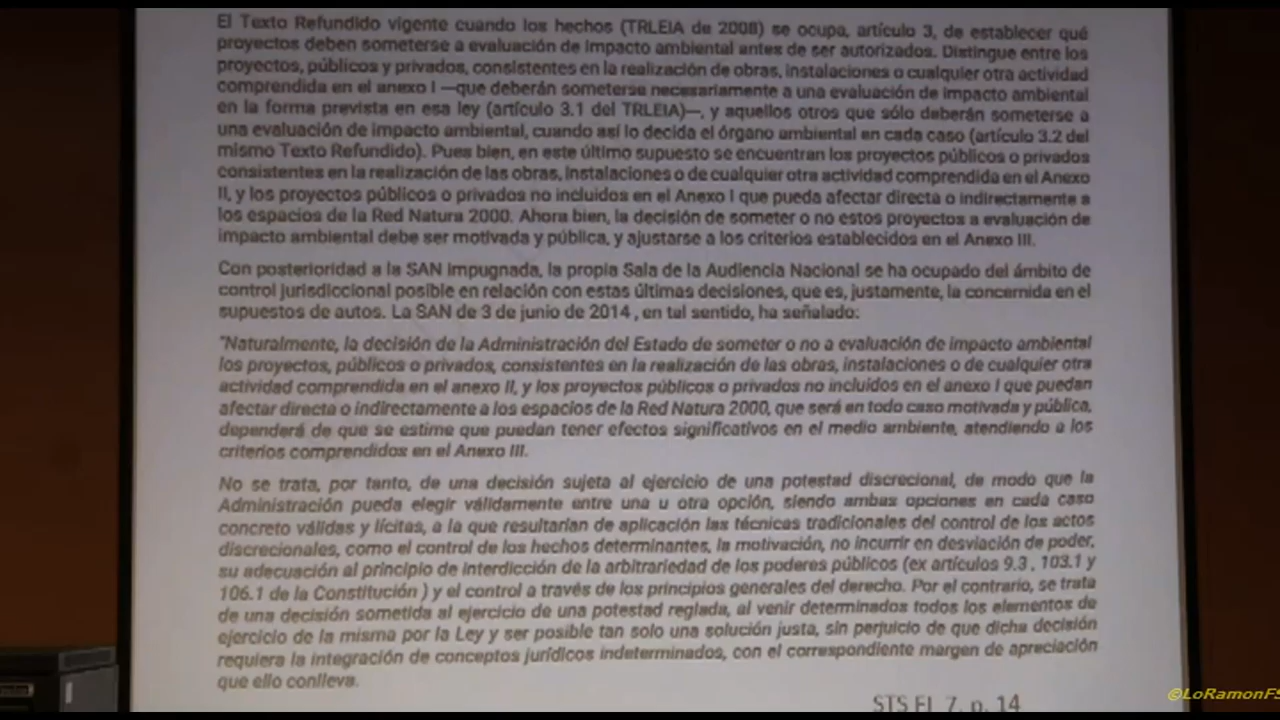 El Texto Refundido vigente cuando los hechos (TRLEIA de 2008) se ocupa, artículo 3, de establecer qué
proyectos deben someterse a evaluación de impacto ambiental antes de ser autorizados. Distingue entre los
proyectos, públicos y privados, consistentes en la realización de obras, instalaciones o cualquier otra actividad
comprendida en el anexo I —que deberán someterse necesariamente a una evaluación de impacto ambiental
en la forma prevista en esa ley (artículo 3.1 del TRLEIA)—, y aquellos otros que sólo deberán someterse a
una evaluación de impacto ambiental, cuando así lo decida el órgano ambiental en cada caso (artículo 3.2 del
mismo Texto Refundido). Pues bien, en este último supuesto se encuentran los proyectos públicos o privados
consistentes en la realización de las obras, instalaciones o de cualquier otra actividad comprendida en el Anexo
II, y los proyectos públicos o privados no incluidos en el Anexo I que pueda afectar directa o indirectamente a
los espacios de la Red Natura 2000. Ahora bien, la decisión de someter o no estos proyectos a evaluación de
impacto ambiental debe ser motivada y pública, y ajustarse a los criterios establecidos en el Anexo III.
Con posterioridad a la SAN impugnada, la propia Sala de la Audiencia Nacional se ha ocupado del ámbito de
control jurisdiccional posible en relación con estas últimas decisiones, que es, justamente, la concernida en el
supuestos de autos. La SAN de 3 de junio de 2014 , en tal sentido, ha señalado:
"Naturalmente, la decisión de la Administración del Estado de someter o no a evaluación de impacto ambiental
los proyectos, públicos o privados, consistentes en la realización de las obras, instalaciones o de cualquier otra
actividad comprendida en el anexo II, y los proyectos públicos o privados no incluidos en el anexo I que puedan
afectar directa o indirectamente a los espacios de la Red Natura 2000, que será en todo caso motivada y pública,
dependerá de que se estime que puedan tener efectos significativos en el medio ambiente, atendiendo a los
criterios comprendidos en el Anexo III.
No se trata, por tanto, de una decisión sujeta al ejercicio de una potestad discrecional, de modo que la
Administración pueda elegir válidamente entre una u otra opción, siendo ambas opciones en cada caso
concreto válidas y lícitas, a la que resultarían de aplicación las técnicas tradicionales del control de los actos
discrecionales, como el control de los hechos determinantes, la motivación, no incurrir en desviación de poder,
su adecuación al principio de interdicción de la arbitrariedad de los poderes públicos (ex artículos 9.3 , 103.1 y
106.1 de la Constitución ) y el control a través de los principios generales del derecho. Por el contrario, se trata
de una decisión sometida al ejercicio de una potestad reglada, al venir determinados todos los elementos de
ejercicio de la misma por la Ley y ser posible tan solo una solución justa, sin perjuicio de que dicha decisión
requiera la integración de conceptos jurídicos indeterminados, con el correspondiente margen de apreciación
que ello conlleva.
STS FJ 7, p. 14
©LoRamonFS